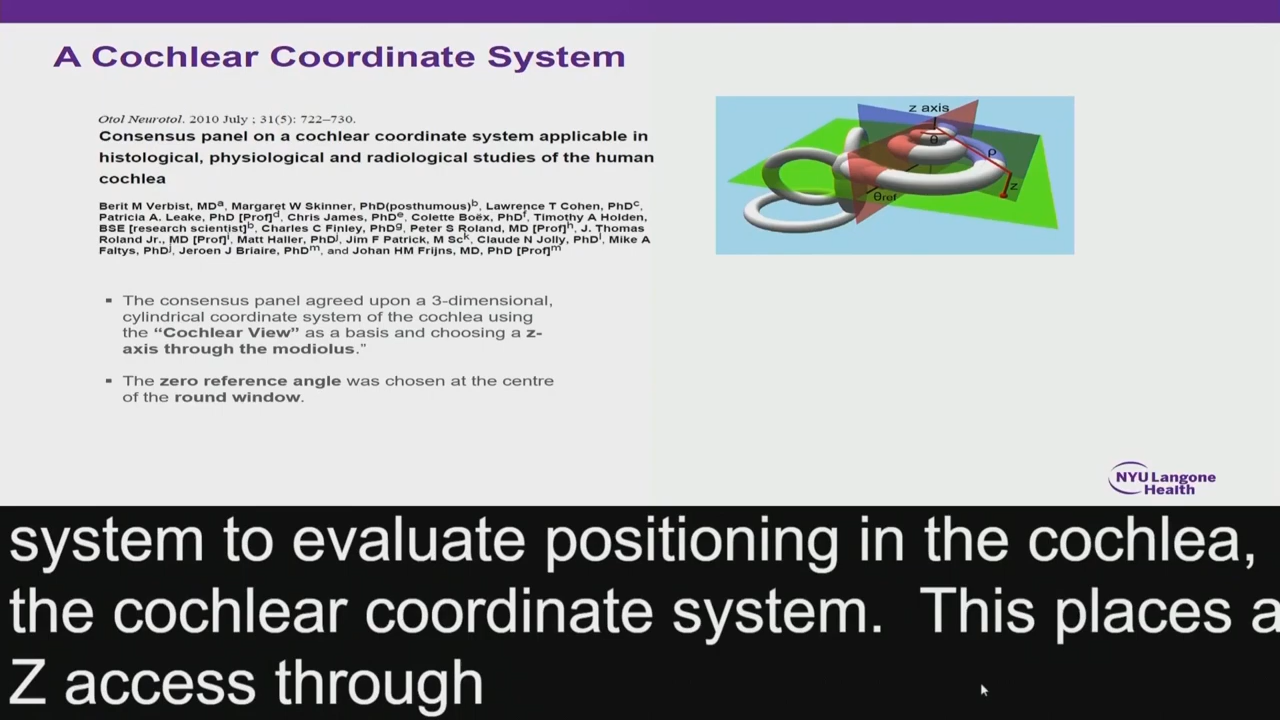 A Cochlear Coordinate System
Otol Neurotol. 2010 July ; 31(5): 722–730.
Consensus panel on a cochlear coordinate system applicable in
histological, physiological and radiological studies of the human
cochlea
Berit M Verbist, MDa, Margaret W Skinner, PhD(posthumous)b, Lawrence T Cohen, PhDc,
Patricia A. Leake, PhD [Prof]d, Chris James, PhDe, Colette Boëx, PhDf, Timothy A Holden,
BSE [research scientist]b, Charles C Finley, PhDg, Peter S Roland, MD [Prof]h, J. Thomas
Roland Jr., MD [Prof]i, Matt Haller, PhDj, Jim F Patrick, M Sck, Claude N Jolly, PhDl, Mike A
Faltys, PhDj, Jeroen J Briaire, PhDm, and Johan HM Frijns, MD, PhD [Prof]m
▪ The consensus panel agreed upon a 3-dimensional,
cylindrical coordinate system of the cochlea using
the “Cochlear View” as a basis and choosing a z-
axis through the modiolus."
▪ The zero reference angle was chosen at the centre
of the round window.
z axis
θ
ρ
z
θref
NYU Langone
Health
system to evaluate positioning in the cochlea,
the cochlear coordinate system.  This places a
Z access through